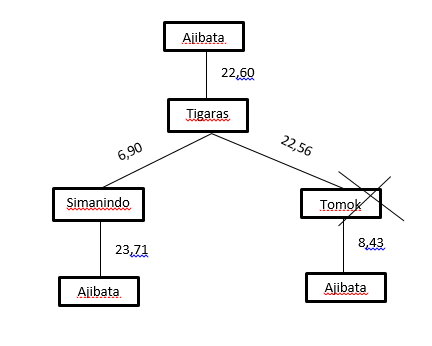 Ajibata
22,60
Tigaras
6,90
22,56
Simanindo
Tomok
23,71
8,43
Ajibata
Ajibata